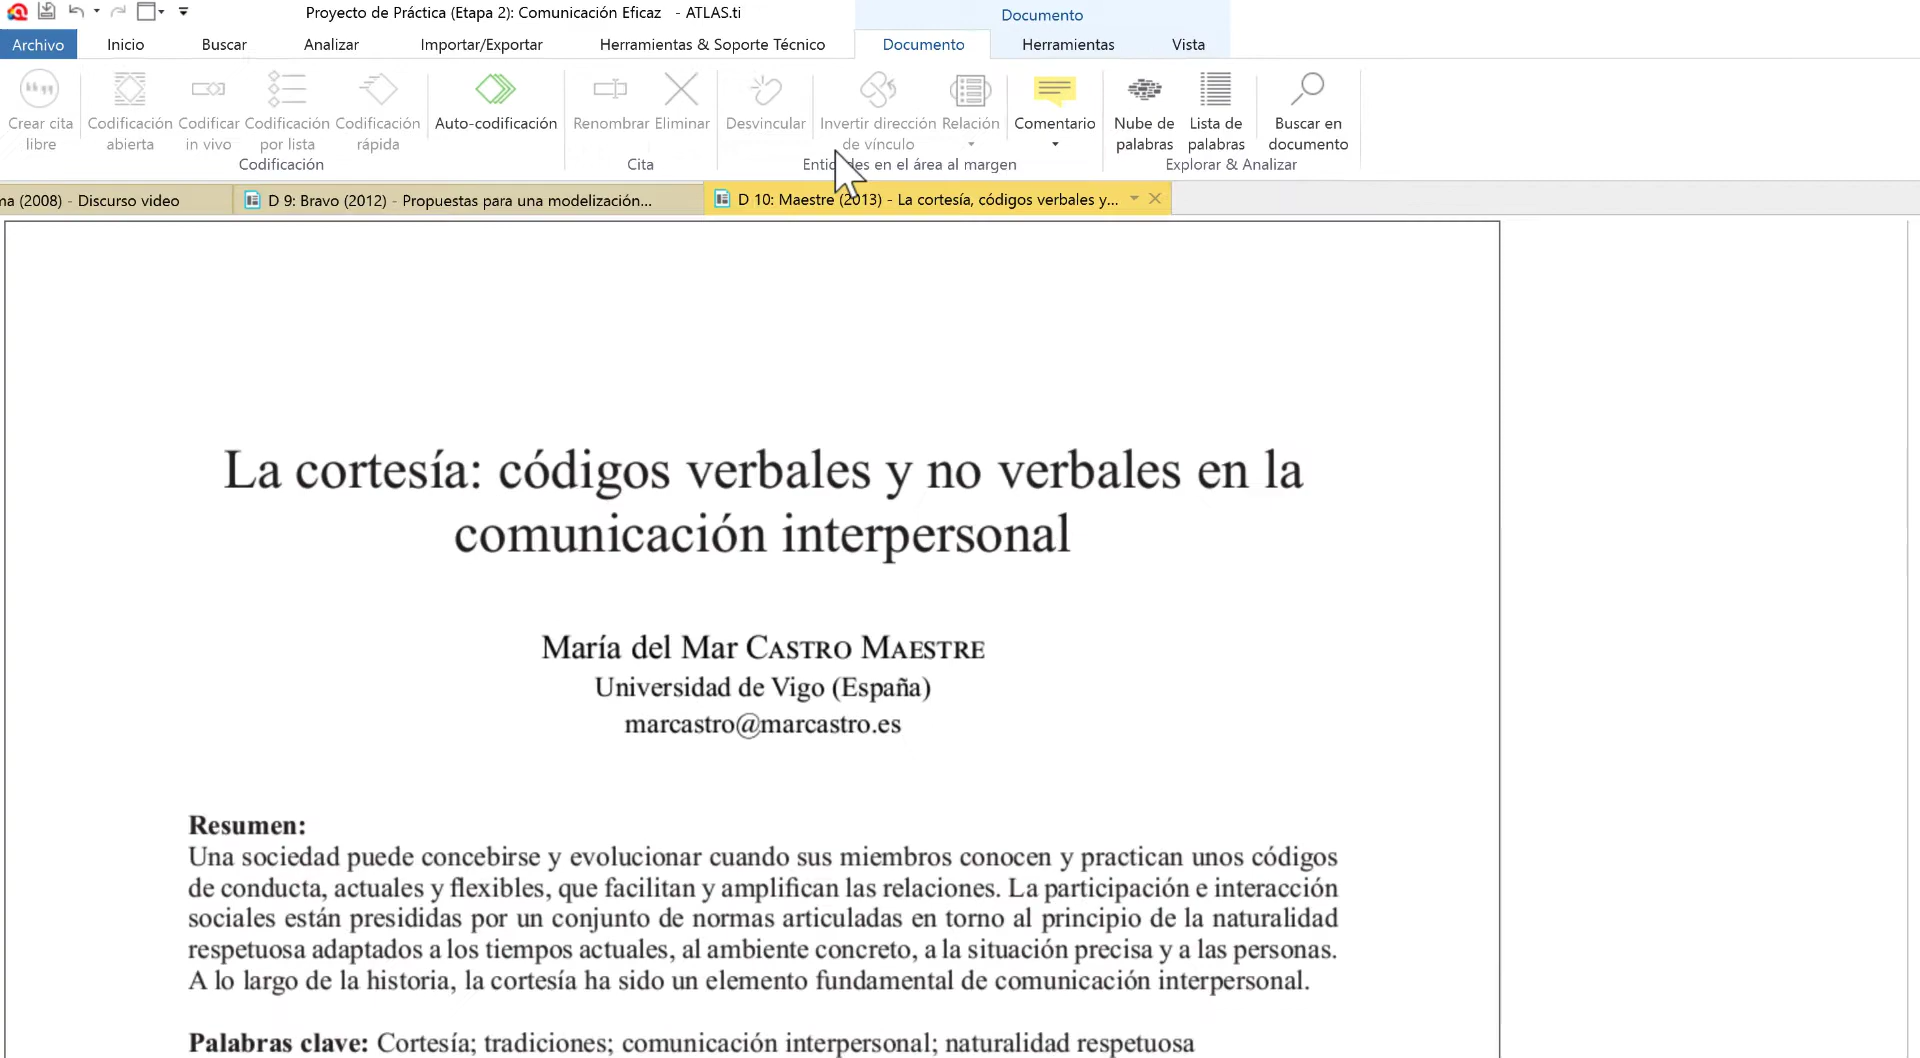 Proyecto de Práctica (Etapa 2): Comunicación Eficaz - ATLAS.ti
Documento
Archivo Inicio Buscar Analizar Importar/Exportar Herramientas & Soporte Técnico Documento Herramientas Vista
Crear cita libre
Codificación abierta
Codificar in vivo
Codificación por lista
Codificación rápida
Auto-codificación
Renombrar
Eliminar
Desvincular
Invertir dirección de vínculo
Relación
Comentario
Nube de palabras
Lista de palabras
Buscar en documento
Codificación
Cita
en el área al margen
Explorar & Analizar
(2008) - Discurso video
D 9: Bravo (2012) - Propuestas para una modelización...
D 10: Maestre (2013) - La cortesía, códigos verbales y...
La cortesía: códigos verbales y no verbales en la
comunicación interpersonal
María del Mar CASTRO MAESTRE
Universidad de Vigo (España)
marcastro@marcastro.es
Resumen:
Una sociedad puede concebirse y evolucionar cuando sus miembros conocen y practican unos códigos
de conducta, actuales y flexibles, que facilitan y amplifican las relaciones. La participación e interacción
sociales están presididas por un conjunto de normas articuladas en torno al principio de la naturalidad
respetuosa adaptados a los tiempos actuales, al ambiente concreto, a la situación precisa y a las personas.
A lo largo de la historia, la cortesía ha sido un elemento fundamental de comunicación interpersonal.
Palabras clave: Cortesía; tradiciones; comunicación interpersonal; naturalidad respetuosa